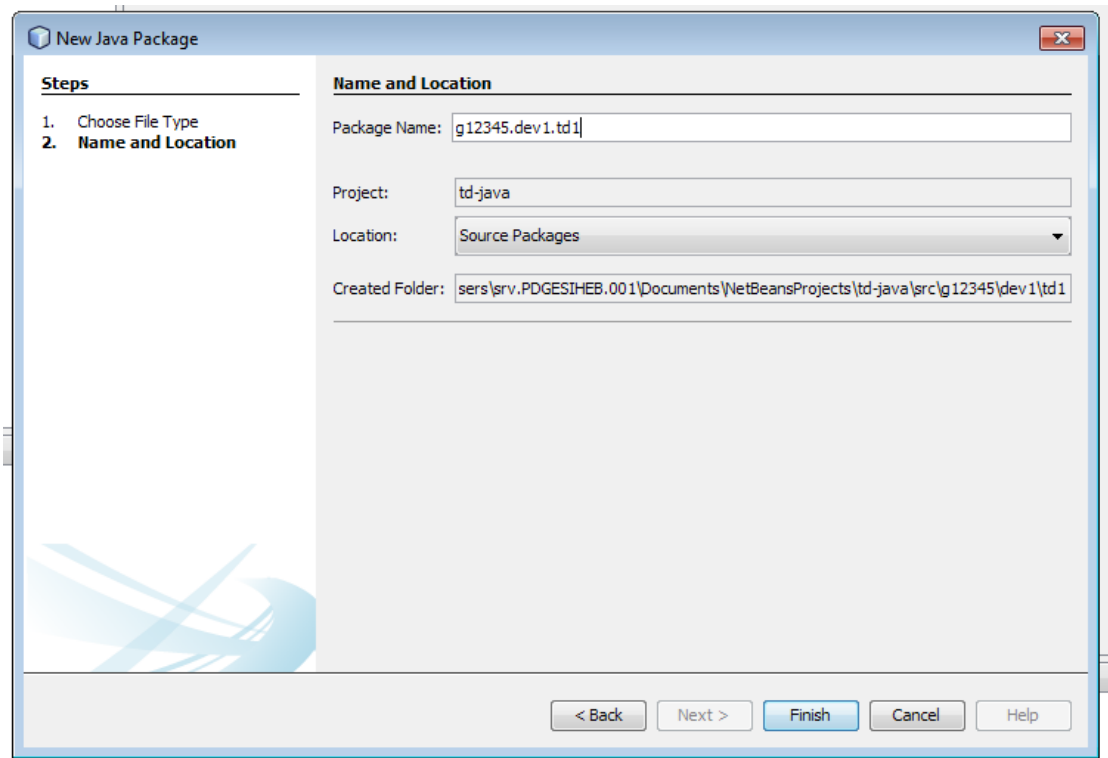 New Java Package
Steps
1. Choose File Type
2. Name and Location
Name and Location
Package Name: g12345.dev1.td1
Project: td-java
Location: Source Packages
Created Folder: sers\srv.PDGESIHEB.001\Documents\NetBeansProjects\td-java\src\g12345\dev1\td1
< Back Next > Finish Cancel Help